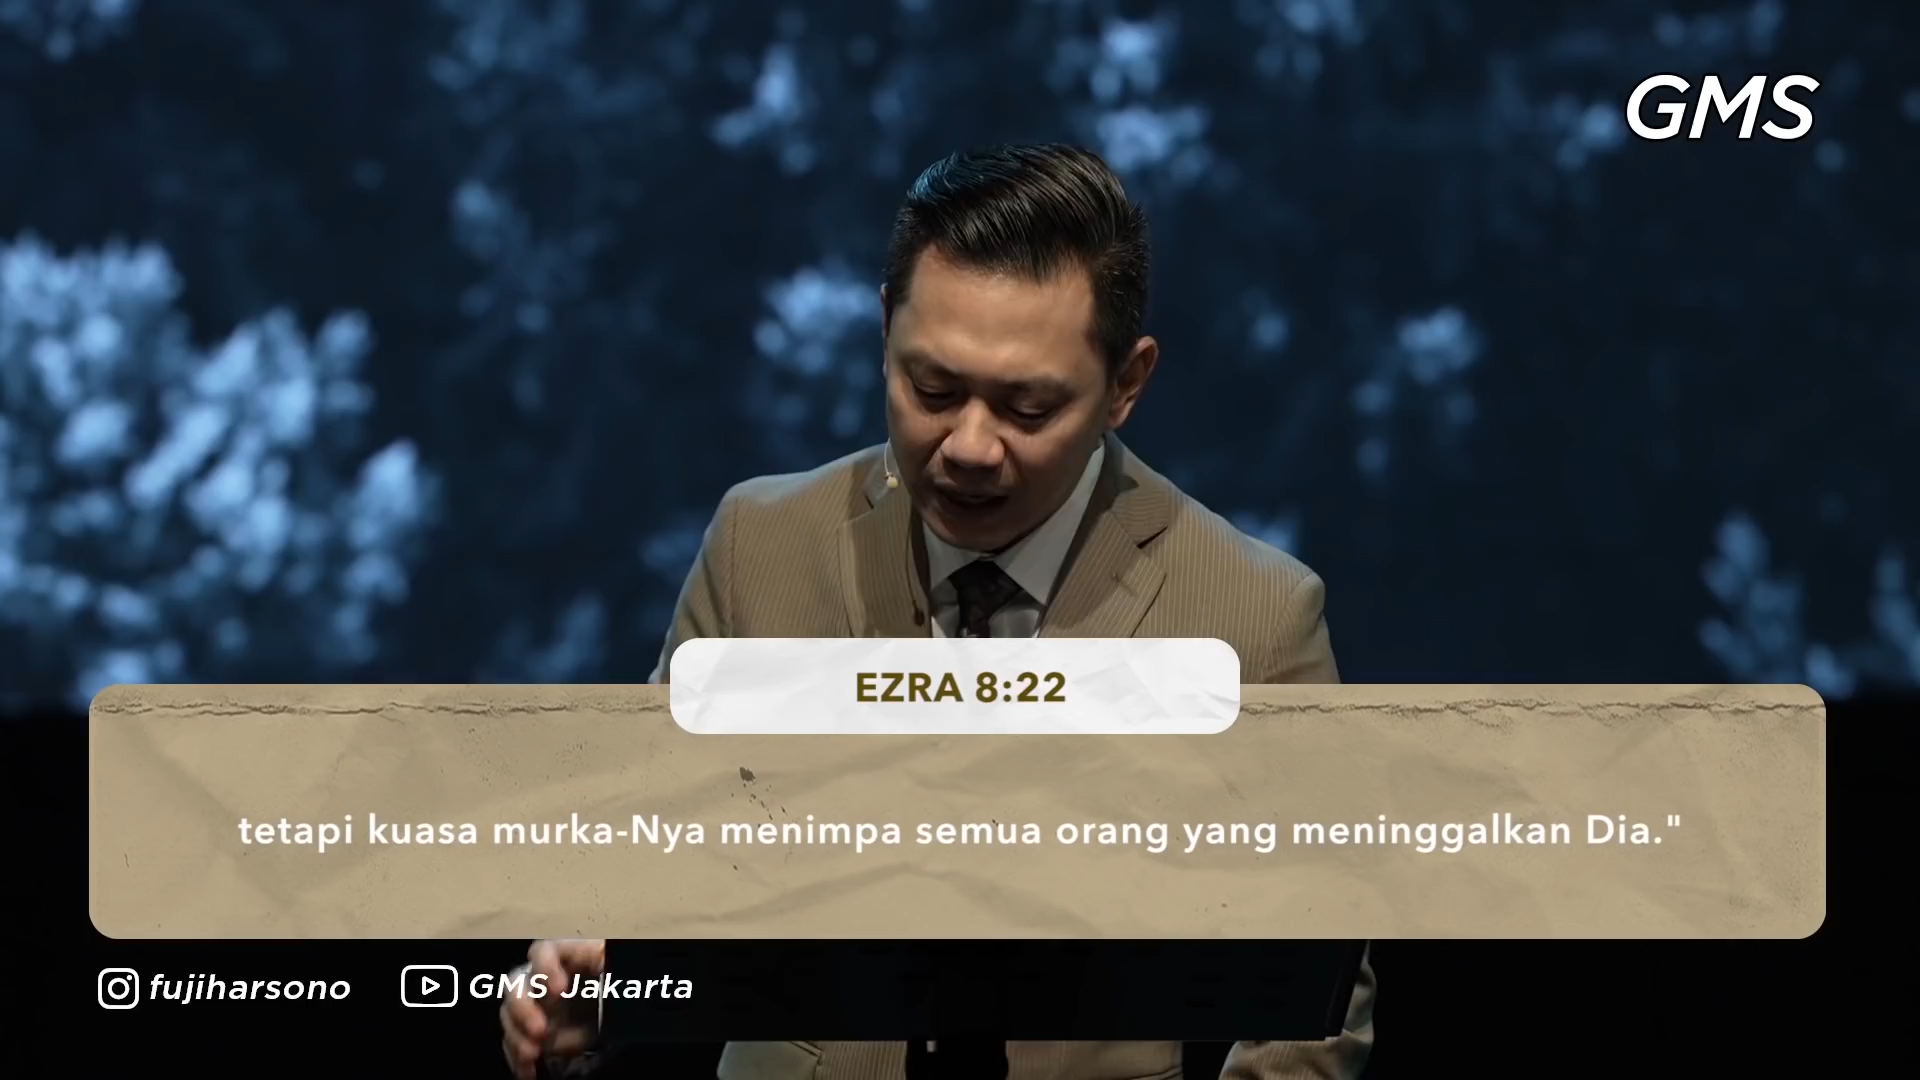 GMS
EZRA 8:22
tetapi kuasa murka-Nya menimpa semua orang yang meninggalkan Dia."
fujiharsono
GMS Jakarta